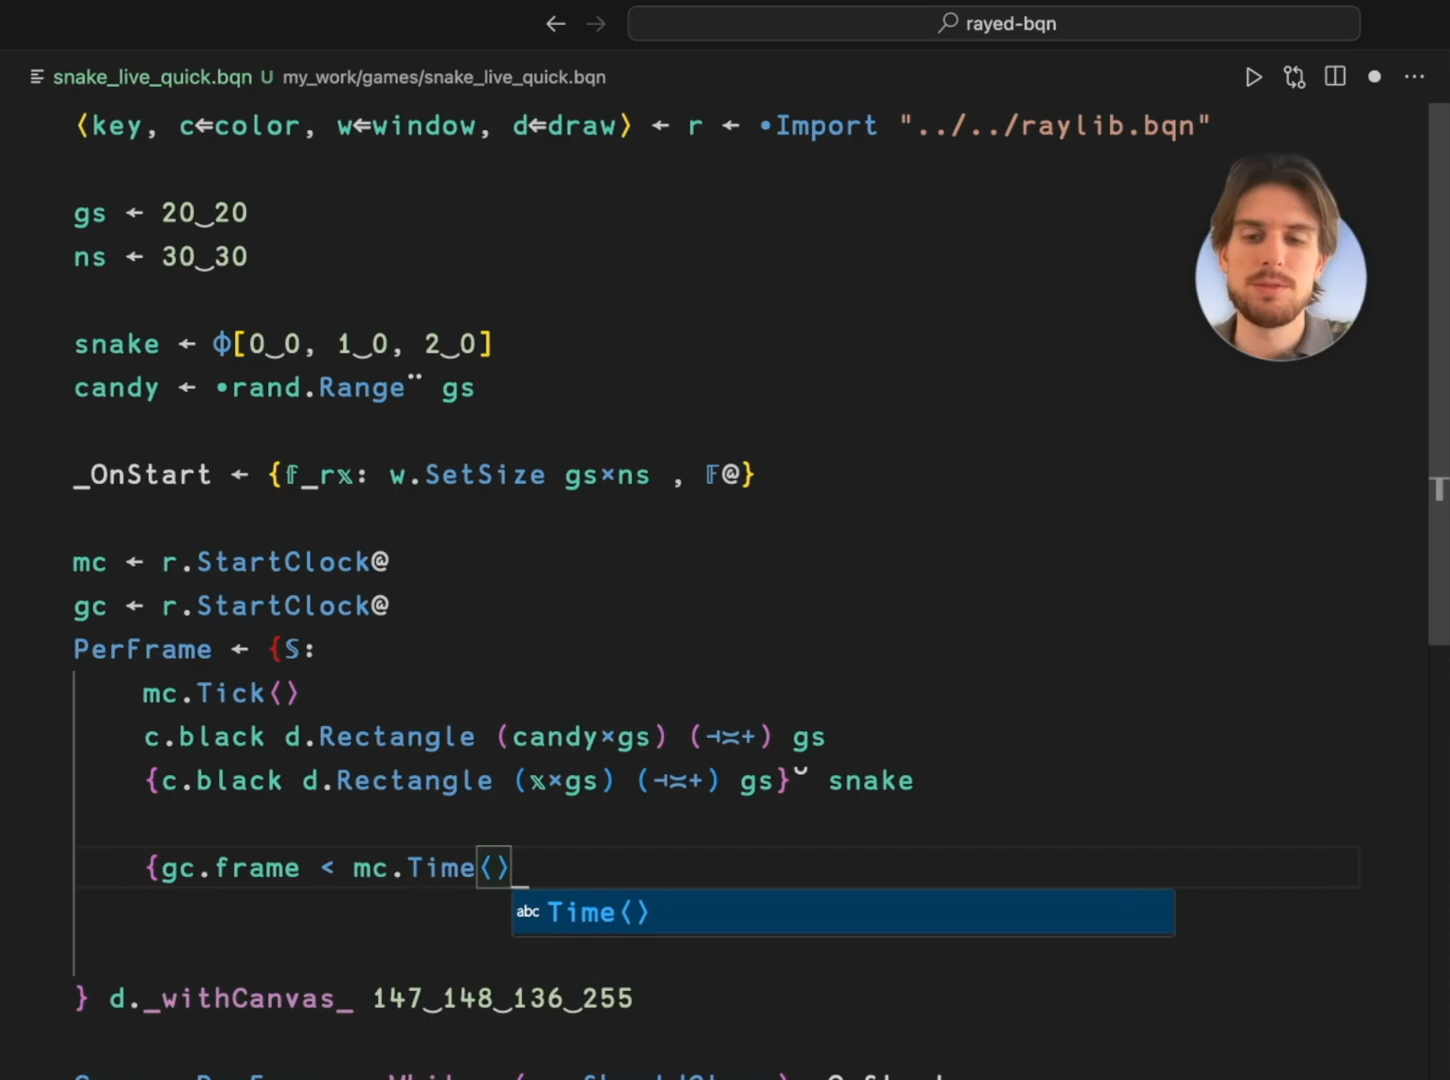 rayed-bqn
snake_live_quick.bqn U my_work/games/snake_live_quick.bqn
⟨key, c⇐color, w⇐window, d⇐draw⟩ ← r ← •Import "../../raylib.bqn"
gs ← 20‿20
ns ← 30‿30
snake ← ⌽[0‿0, 1‿0, 2‿0]
candy ← •rand.Range¨ gs
_OnStart ← {𝕗_r𝕩: w.SetSize gs×ns , 𝔽@}
mc ← r.StartClock@
gc ← r.StartClock@
PerFrame ← {𝕊:
mc.Tick⟨⟩
c.black d.Rectangle (candy×gs) (⊣≍+) gs
{c.black d.Rectangle (𝕩×gs) (⊣≍+) gs}˘ snake
{gc.frame < mc.Time⟨⟩
abc Time⟨⟩
} d._withCanvas_ 147‿148‿136‿255